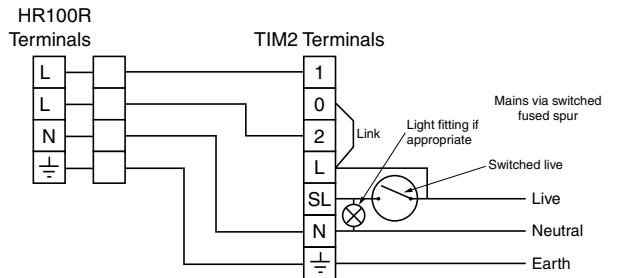 HR100R
Terminals
TIM2 Terminals
L
L
N
1
0
2
L
SL
N
Link
Light fitting if
appropriate
Mains via switched
fused spur
Switched live
Live
Neutral
Earth